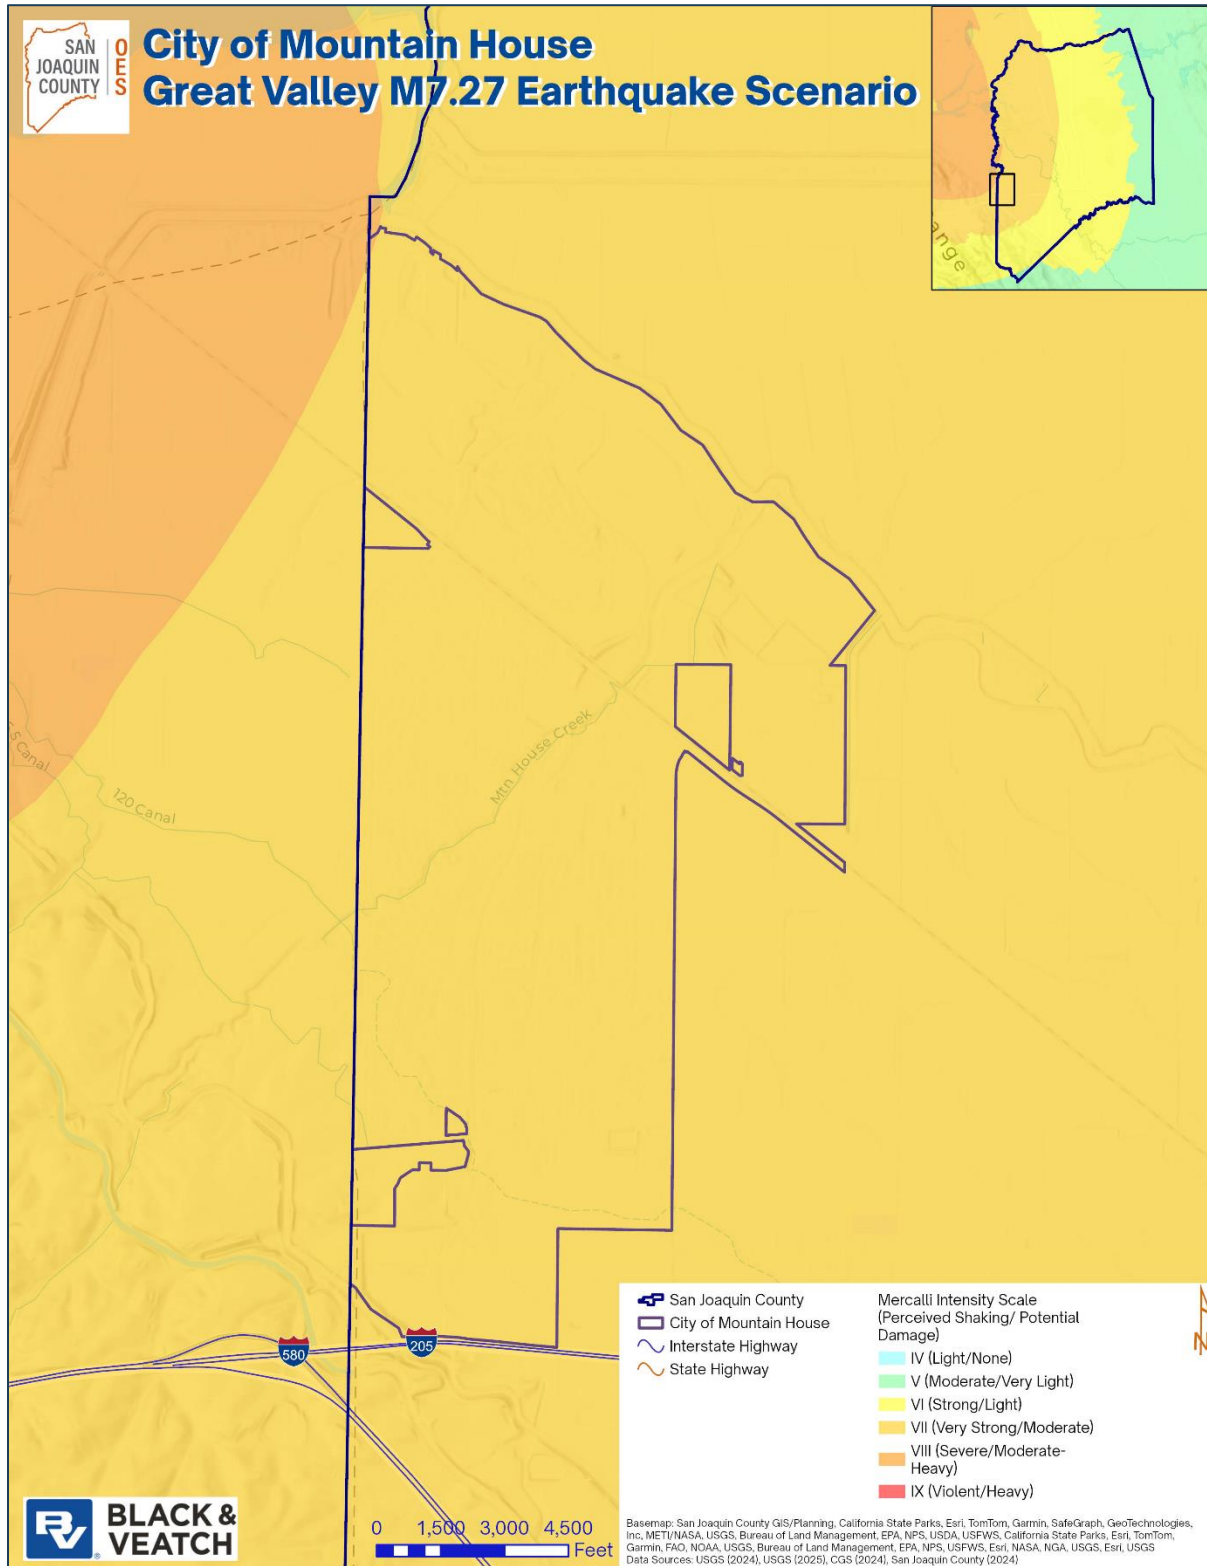 SAN
JOAQUIN
COUNTY
OES
City of Mountain House
Great Valley M7.27 Earthquake Scenario
ange
Mtn House Creek
120 Canal
5 Canal
580
205
San Joaquin County
City of Mountain House
Interstate Highway
State Highway
Mercalli Intensity Scale
(Perceived Shaking/ Potential
Damage)
IV (Light/None)
V (Moderate/Very Light)
VI (Strong/Light)
VII (Very Strong/Moderate)
VIII (Severe/Moderate-
Heavy)
IX (Violent/Heavy)
N
BV
BLACK &
VEATCH
0 1,500 3,000 4,500
Feet
Basemap: San Joaquin County GIS/Planning, California State Parks, Esri, TomTom, Garmin, SafeGraph, GeoTechnologies,
Inc, METI/NASA, USGS, Bureau of Land Management, EPA, NPS, USDA, USFWS, California State Parks, Esri, TomTom,
Garmin, FAO, NOAA, USGS, Bureau of Land Management, EPA, NPS, USFWS, Esri, NASA, NGA, USGS, Esri, USGS
Data Sources: USGS (2024), USGS (2025), CGS (2024), San Joaquin County (2024)